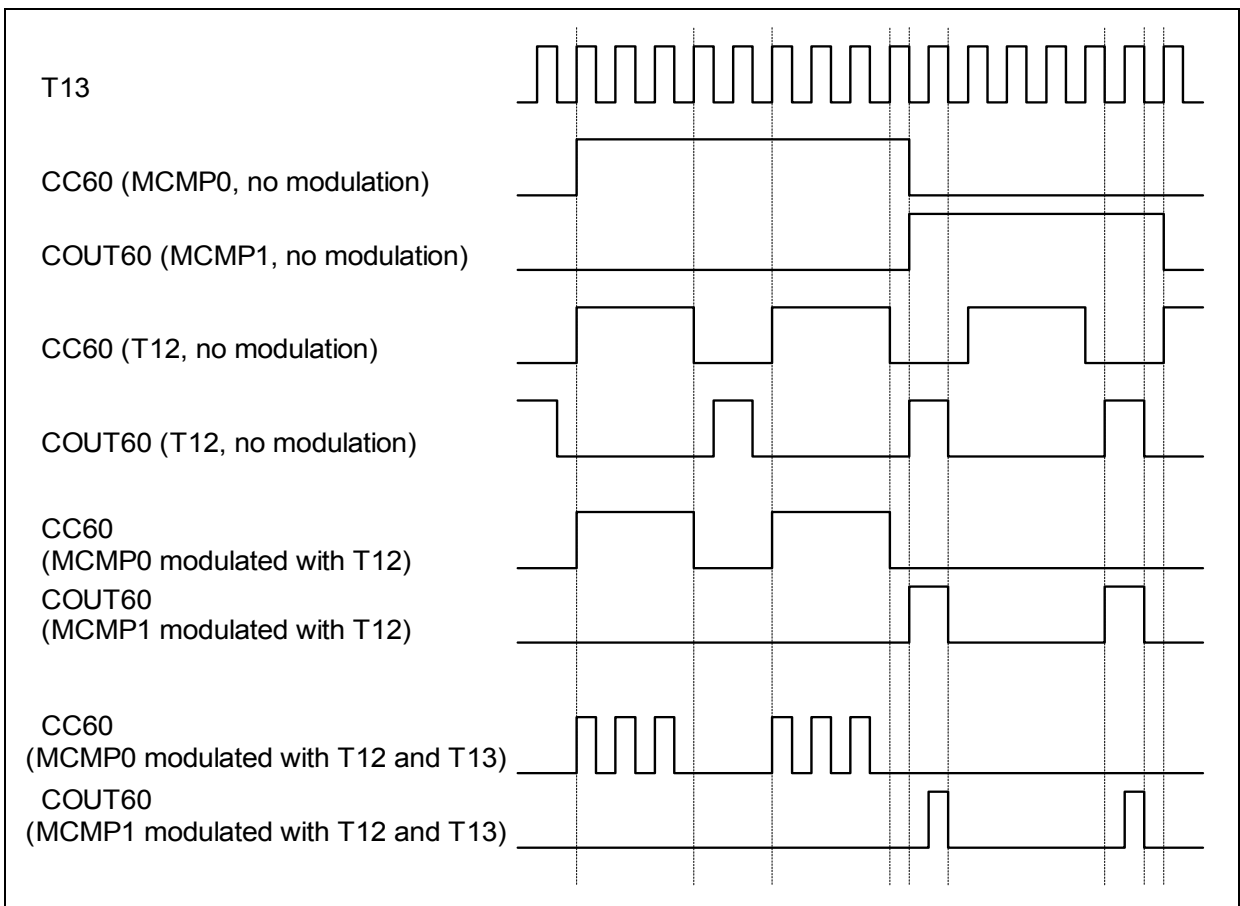 T13
CC60 (MCMP0, no modulation)
COUT60 (MCMP1, no modulation)
CC60 (T12, no modulation)
COUT60 (T12, no modulation)
CC60
(MCMP0 modulated with T12)
COUT60
(MCMP1 modulated with T12)
CC60
(MCMP0 modulated with T12 and T13)
COUT60
(MCMP1 modulated with T12 and T13)